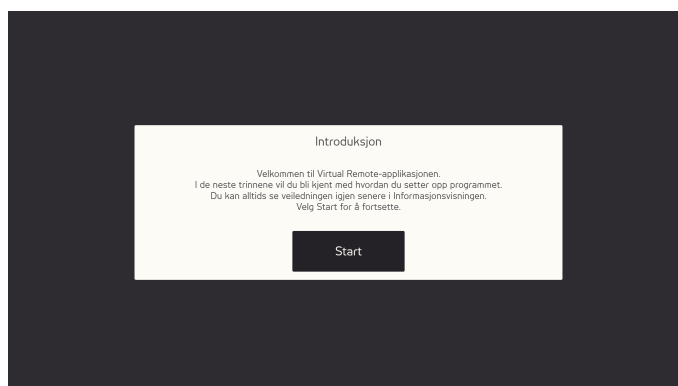 Introduksjon
Velkommen til Virtual Remote-applikasjonen.
I de neste trinnene vil du bli kjent med hvordan du setter opp programmet.
Du kan alltids se veiledningen igjen senere i Informasjonsvisningen.
Velg Start for å fortsette.
Start